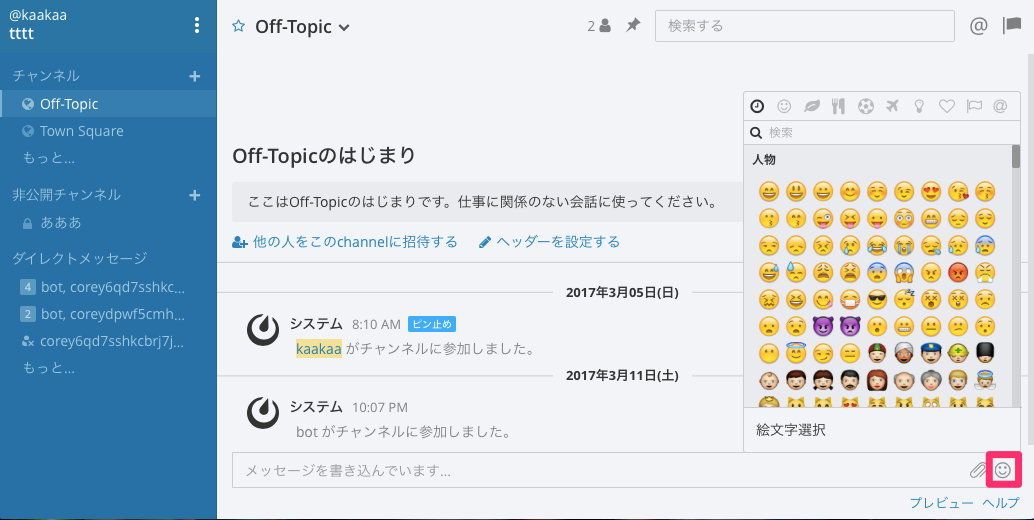 @kaakaa
tttt
チャンネル +
Off-Topic
Town Square
もっと...
非公開チャンネル +
あああ
ダイレクトメッセージ
4 bot, corey6qd7sshkc...
2 bot, coreydpwf5cmh...
corey6qd7sshkcbrj7j...
もっと...
Off-Topic
2
検索する
@
Off-Topicのはじまり
ここはOff-Topicのはじまりです。仕事に関係のない会話に使ってください。
他の人をこのchannelに招待する ヘッダーを設定する
2017年3月05日(日)
システム 8:10 AM ピン止め
kaakaa がチャンネルに参加しました。
2017年3月11日(土)
システム 10:07 PM
bot がチャンネルに参加しました。
@
検索
人物
絵文字選択
メッセージを書き込んでいます...
プレビュー ヘルプ